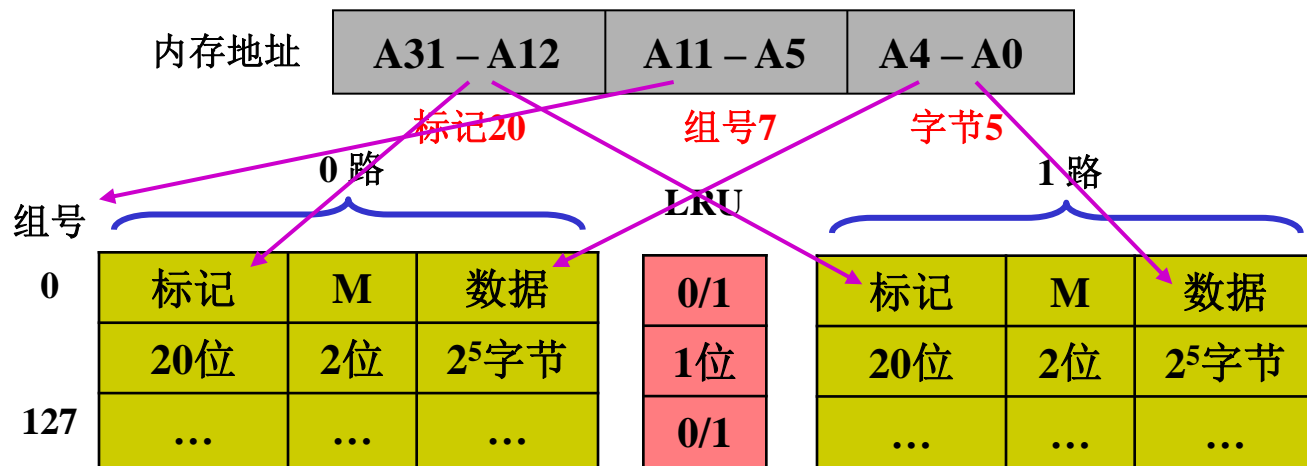 内存地址 A31 – A12 A11 – A5 A4 – A0
标记20 组号7 字节5
0 路 LRU 1 路
组号
0 标记 M 数据 0/1 标记 M 数据
20位 2位 2⁵字节 1位 20位 2位 2⁵字节
127 … … … 0/1 … … …